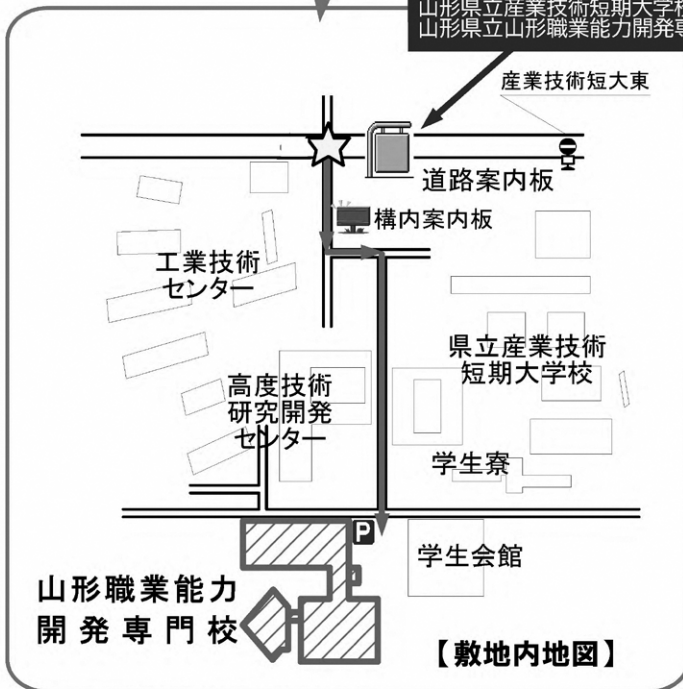 山形県立産業技術短期大学校
山形県立山形職業能力開発専
産業技術短大東
道路案内板
構内案内板
工業技術
センター
県立産業技術
短期大学校
高度技術
研究開発
センター
学生寮
P
学生会館
山形職業能力
開発専門校
【敷地内地図】